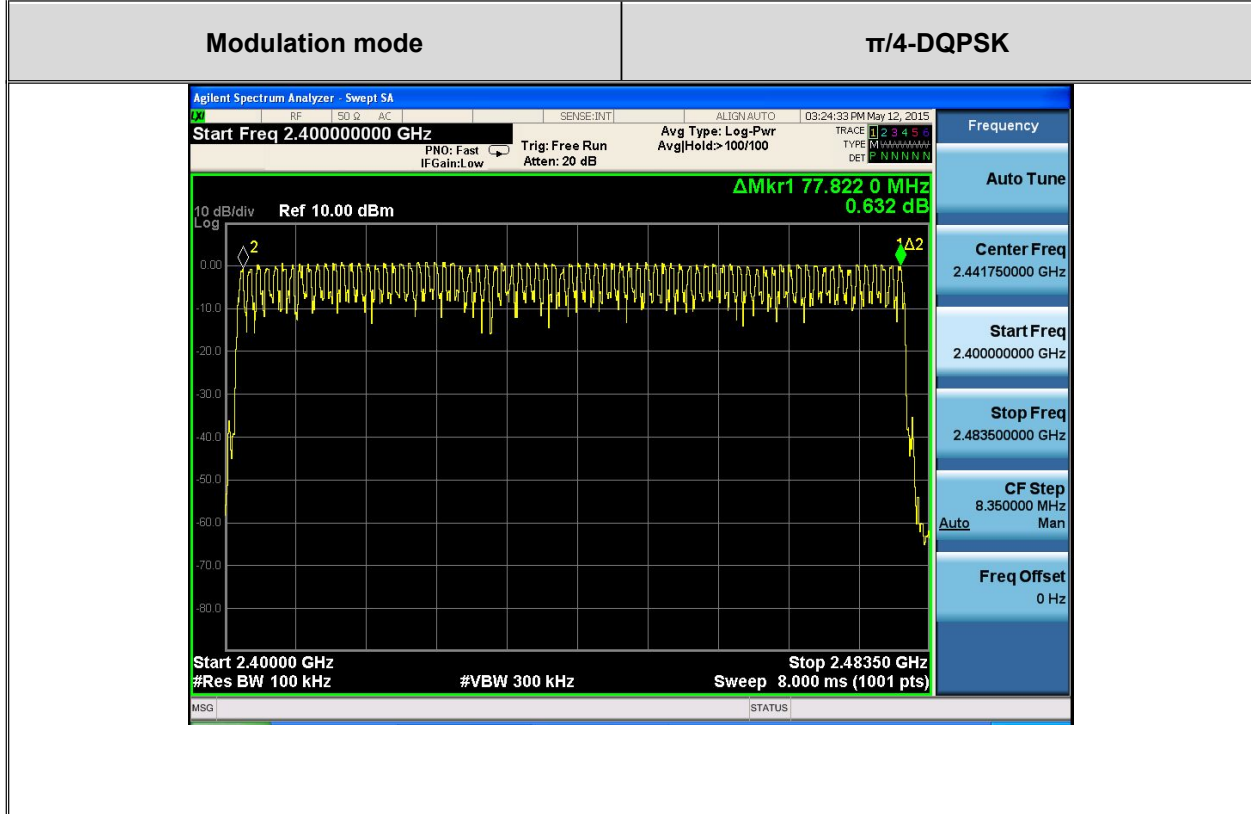 Modulation mode
π/4-DQPSK
Agilent Spectrum Analyzer - Swept SA
LXI RF 50 Ω AC SENSE:INT ALIGN AUTO 03:24:33 PM May 12, 2015
Start Freq 2.400000000 GHz
PNO: Fast
IFGain:Low
Trig: Free Run
Atten: 20 dB
Avg Type: Log-Pwr
Avg|Hold:>100/100
TRACE 1 2 3 4 5 6
TYPE M
DET P N N N N N
ΔMkr1 77.822 0 MHz
0.632 dB
10 dB/div Ref 10.00 dBm
Log
2
1Δ2
0.00
-10.0
-20.0
-30.0
-40.0
-50.0
-60.0
-70.0
-80.0
Start 2.40000 GHz
Stop 2.48350 GHz
#Res BW 100 kHz
#VBW 300 kHz
Sweep 8.000 ms (1001 pts)
MSG
STATUS
Frequency
Auto Tune
Center Freq
2.441750000 GHz
Start Freq
2.400000000 GHz
Stop Freq
2.483500000 GHz
CF Step
8.350000 MHz
Auto Man
Freq Offset
0 Hz